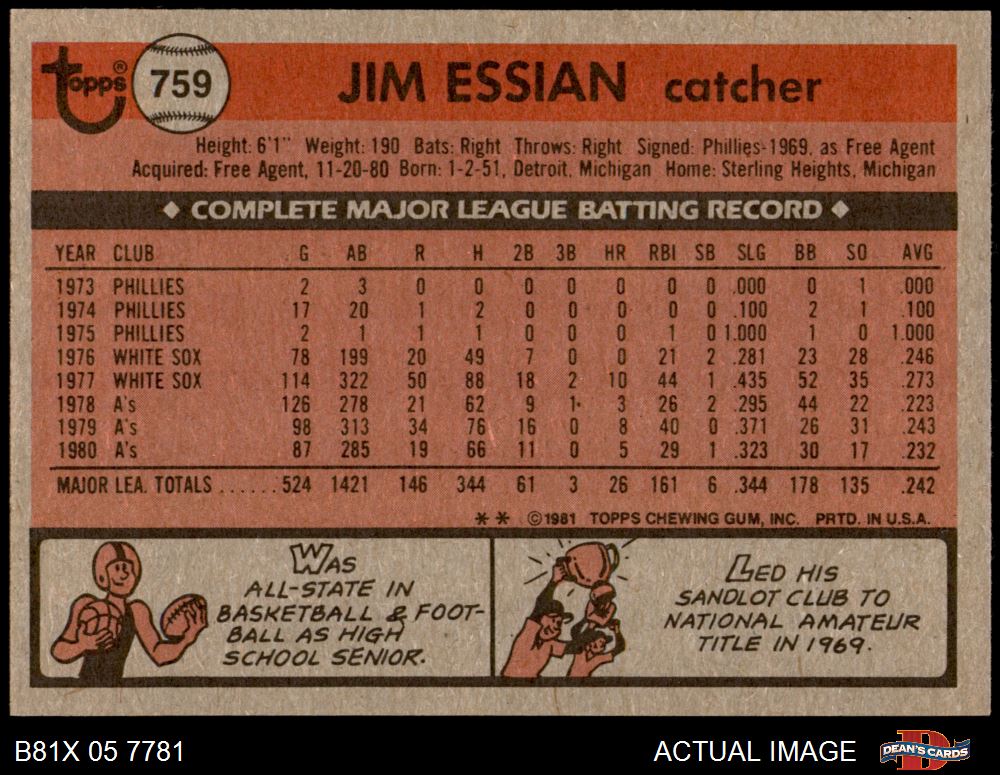 Topps®
759
JIM ESSIAN catcher
Height: 6'1" Weight: 190 Bats: Right Throws: Right Signed: Phillies-1969, as Free Agent
Acquired: Free Agent, 11-20-80 Born: 1-2-51, Detroit, Michigan Home: Sterling Heights, Michigan
◆ COMPLETE MAJOR LEAGUE BATTING RECORD ◆
YEAR CLUB G AB R H 2B 3B HR RBI SB SLG BB SO AVG
1973 PHILLIES 2 3 0 0 0 0 0 0 0 .000 0 1 .000
1974 PHILLIES 17 20 1 2 0 0 0 0 0 .100 2 1 .100
1975 PHILLIES 2 1 1 1 0 0 0 1 0 1.000 1 0 1.000
1976 WHITE SOX 78 199 20 49 7 0 0 21 2 .281 23 28 .246
1977 WHITE SOX 114 322 50 88 18 2 10 44 1 .435 52 35 .273
1978 A's 126 278 21 62 9 1 3 26 2 .295 44 22 .223
1979 A's 98 313 34 76 16 0 8 40 0 .371 26 31 .243
1980 A's 87 285 19 66 11 0 5 29 1 .323 30 17 .232
MAJOR LEA. TOTALS ...... 524 1421 146 344 61 3 26 161 6 .344 178 135 .242
** ©1981 TOPPS CHEWING GUM, INC. PRTD. IN U.S.A.
WAS
ALL-STATE IN
BASKETBALL & FOOT-
BALL AS HIGH
SCHOOL SENIOR.
LED HIS
SANDLOT CLUB TO
NATIONAL AMATEUR
TITLE IN 1969.
B81X 05 7781
ACTUAL IMAGE
DEAN'S CARDS